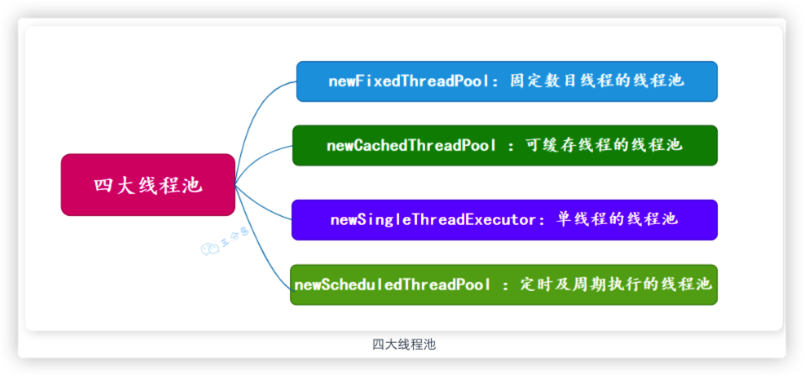 newFixedThreadPool：固定数目线程的线程池
newCachedThreadPool ：可缓存线程的线程池
四大线程池
newSingleThreadExecutor：单线程的线程池
newScheduledThreadPool ：定时及周期执行的线程池
四大线程池